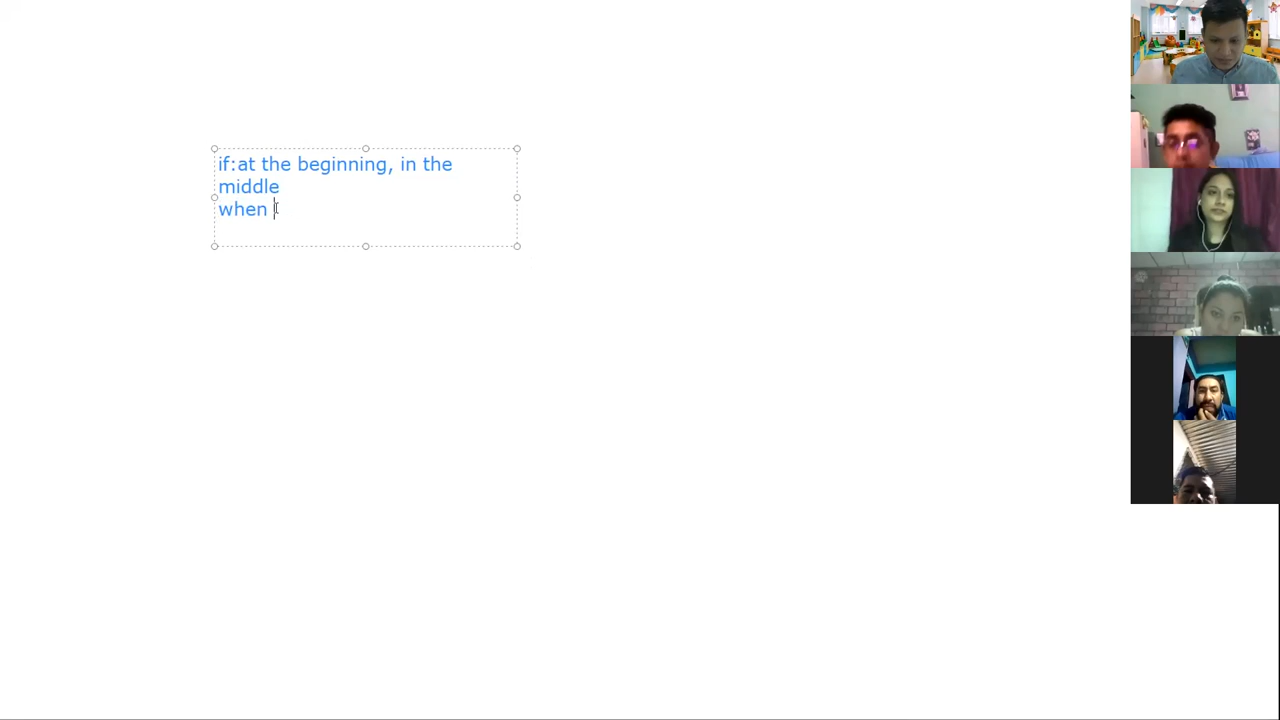 if:at the beginning, in the
middle
when